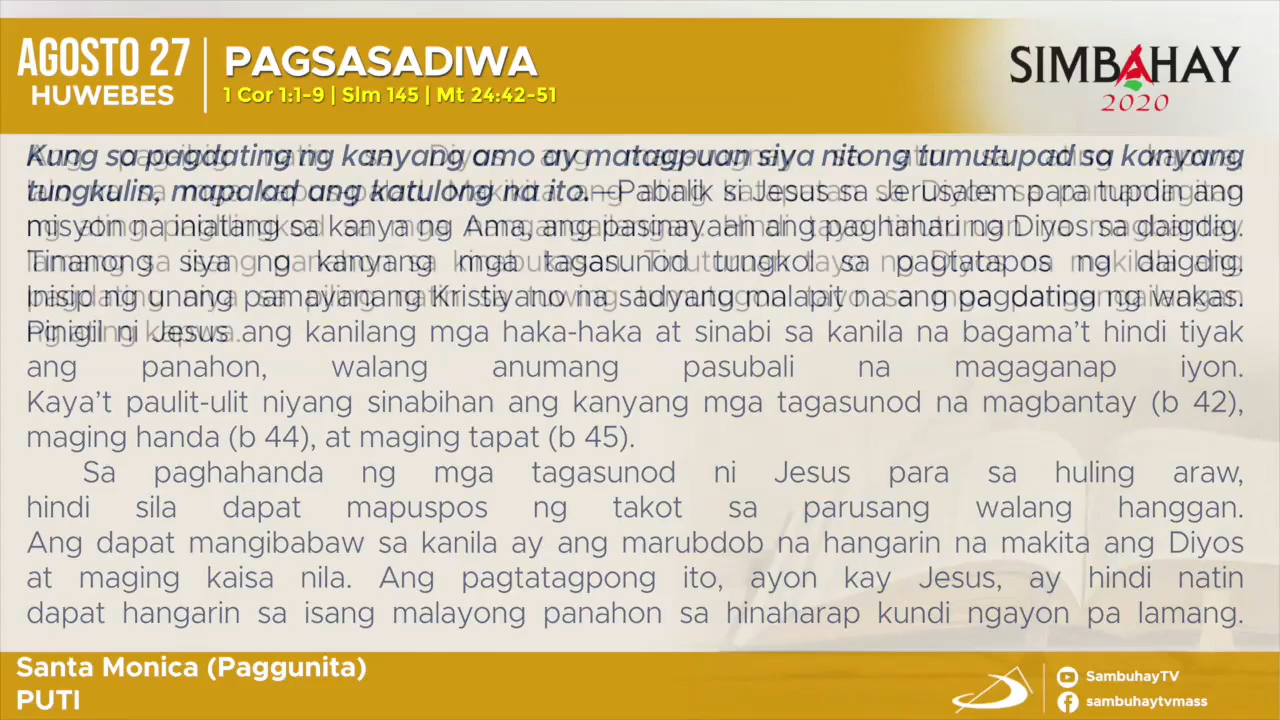 AGOSTO 27
HUWEBES
PAGSASADIWA
1 Cor 1:1-9 | Slm 145 | Mt 24:42-51
SIMBAHAY
2020
Kung sa pagdating ng kanyang amo ay matagpuan siya nitong tumutupad sa kanyang
tungkulin, mapalad ang katulong na ito. —Pabalik si Jesus sa Jerusalem para tupdin ang
misyon na iniatang sa kanya ng Ama, ang pasinayaan ang paghahari ng Diyos sa daigdig.
Tinanong siya ng kanyang mga tagasunod tungkol sa pagtatapos ng daigdig.
Inisip ng unang pamayanang Kristiyano na sadyang malapit na ang pagdating ng wakas.
Pinigil ni Jesus ang kanilang mga haka-haka at sinabi sa kanila na bagama't hindi tiyak
ang panahon, walang anumang pasubali na magaganap iyon.
Kaya't paulit-ulit niyang sinabihan ang kanyang mga tagasunod na magbantay (b 42),
maging handa (b 44), at maging tapat (b 45).
Sa paghahanda ng mga tagasunod ni Jesus para sa huling araw,
hindi sila dapat mapuspos ng takot sa parusang walang hanggan.
Ang dapat mangibabaw sa kanila ay ang marubdob na hangarin na makita ang Diyos
at maging kaisa nila. Ang pagtatagpong ito, ayon kay Jesus, ay hindi natin
dapat hangarin sa isang malayong panahon sa hinaharap kundi ngayon pa lamang.
Santa Monica (Paggunita)
PUTI
SambuhayTV
sambuhaytvmass